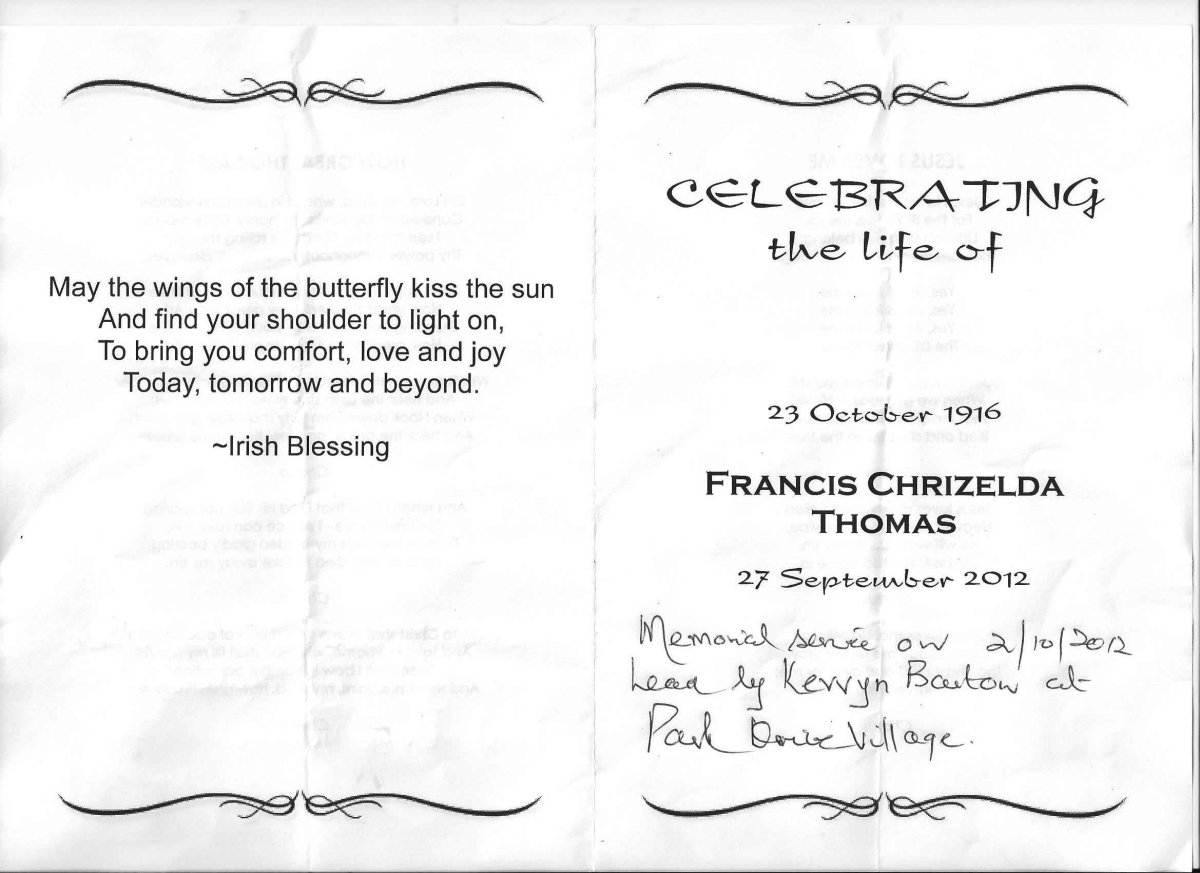 May the wings of the butterfly kiss the sun
And find your shoulder to light on,
To bring you comfort, love and joy
Today, tomorrow and beyond.
~Irish Blessing
CELEBRATING
the life of
23 October 1916
FRANCIS CHRIZELDA
THOMAS
27 September 2012
Memorial service on 2/10/2012
by Kerryn Barton at
Park Drive Village.